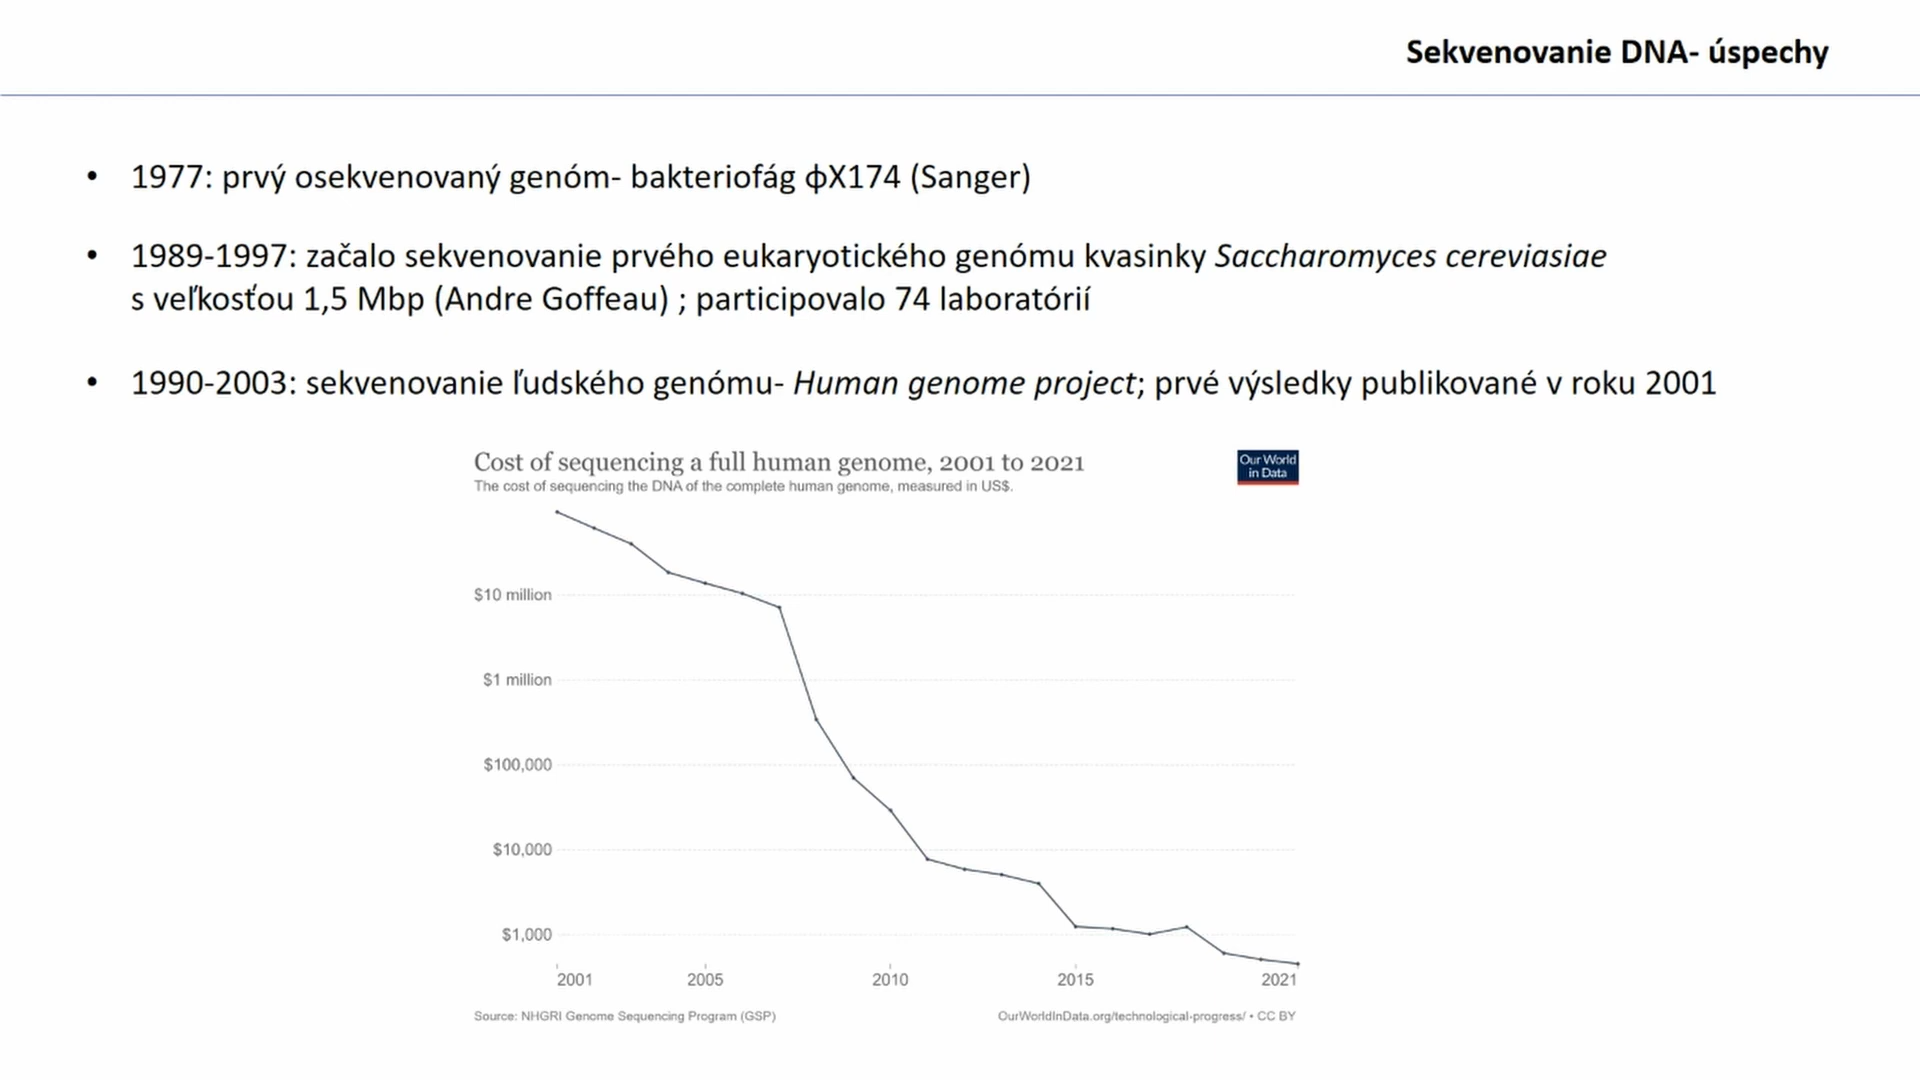 Sekvenovanie DNA- úspechy
• 1977: prvý osekvenovaný genóm- bakteriofág ϕX174 (Sanger)
• 1989-1997: začalo sekvenovanie prvého eukaryotického genómu kvasinky Saccharomyces cereviasiae
s veľkosťou 1,5 Mbp (Andre Goffeau) ; participovalo 74 laboratórií
• 1990-2003: sekvenovanie ľudského genómu- Human genome project; prvé výsledky publikované v roku 2001
Cost of sequencing a full human genome, 2001 to 2021
The cost of sequencing the DNA of the complete human genome, measured in US$.
Our World
in Data
$10 million
$1 million
$100,000
$10,000
$1,000
2001 2005 2010 2015 2021
Source: NHGRI Genome Sequencing Program (GSP)
OurWorldInData.org/technological-progress/ • CC BY